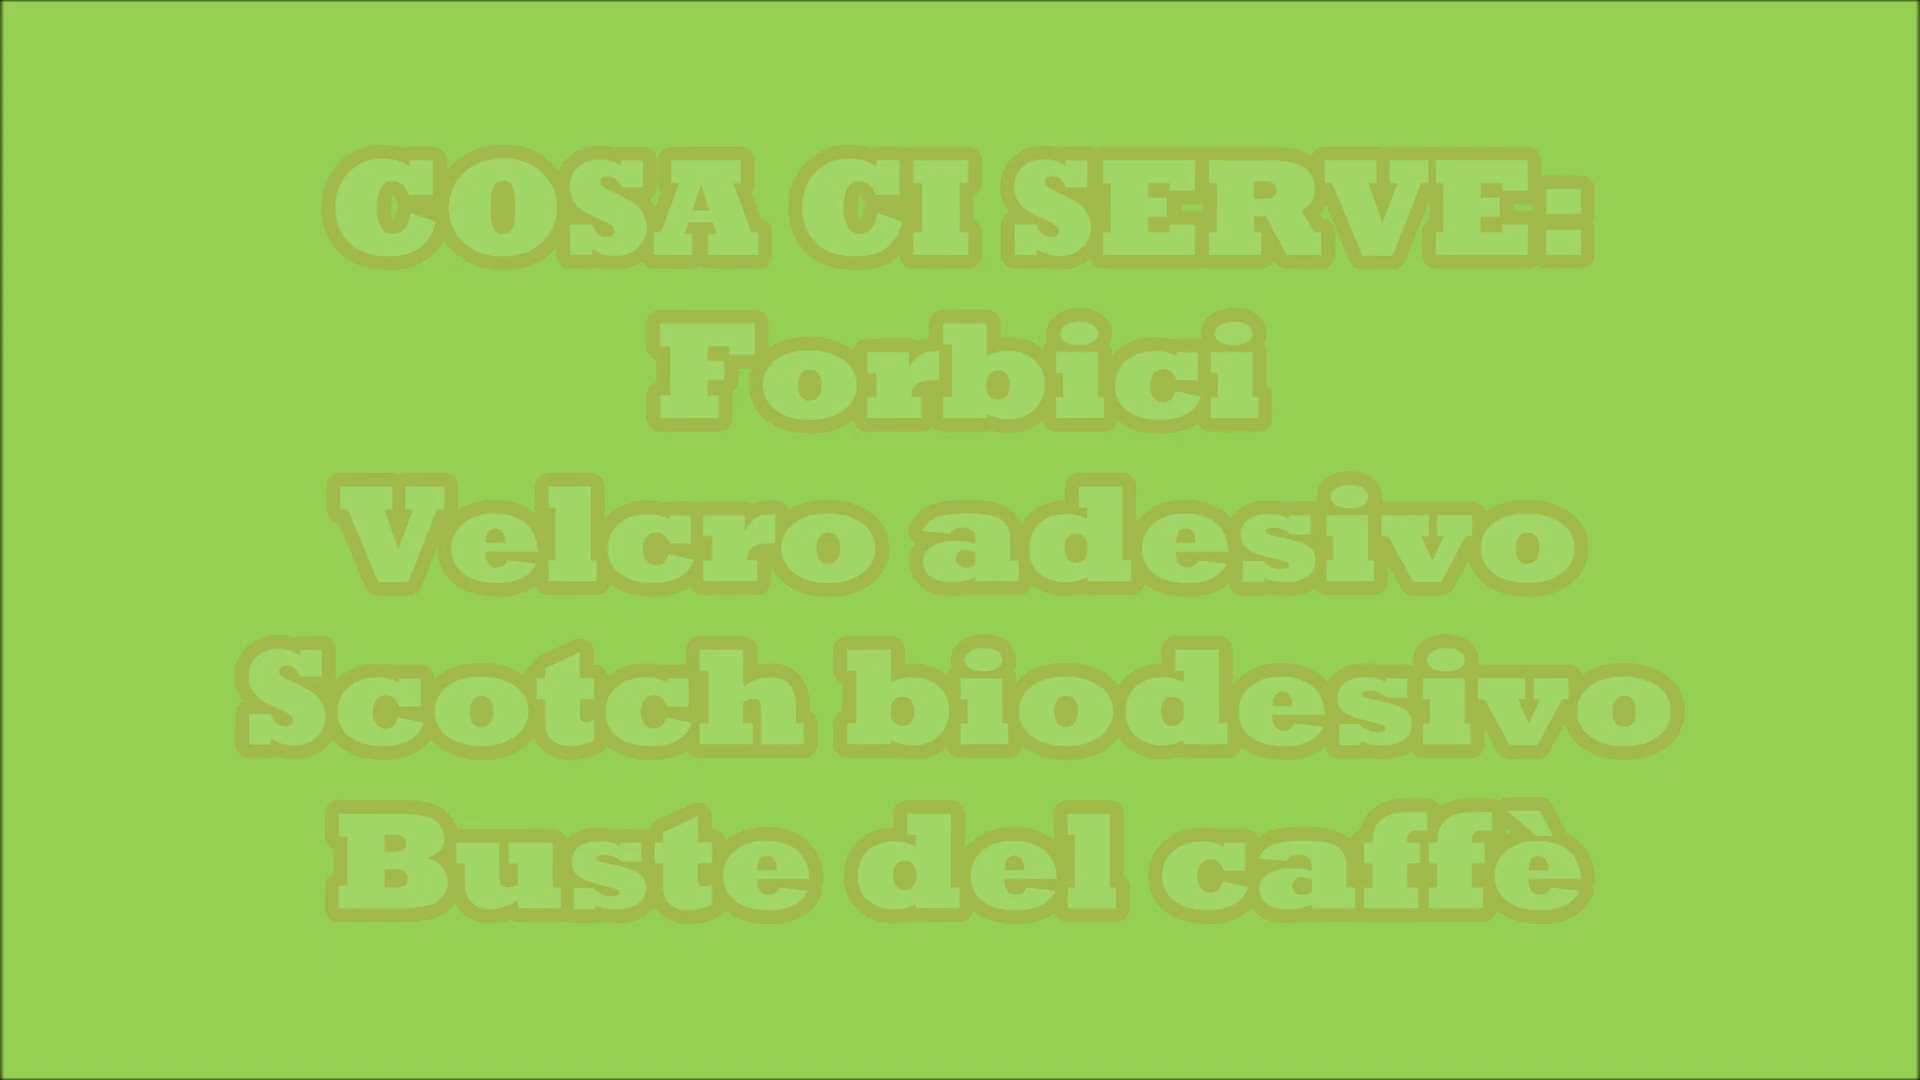 COSA CI SERVE:
Forbici
Velcro adesivo
Scotch biodesivo
Buste del caffè